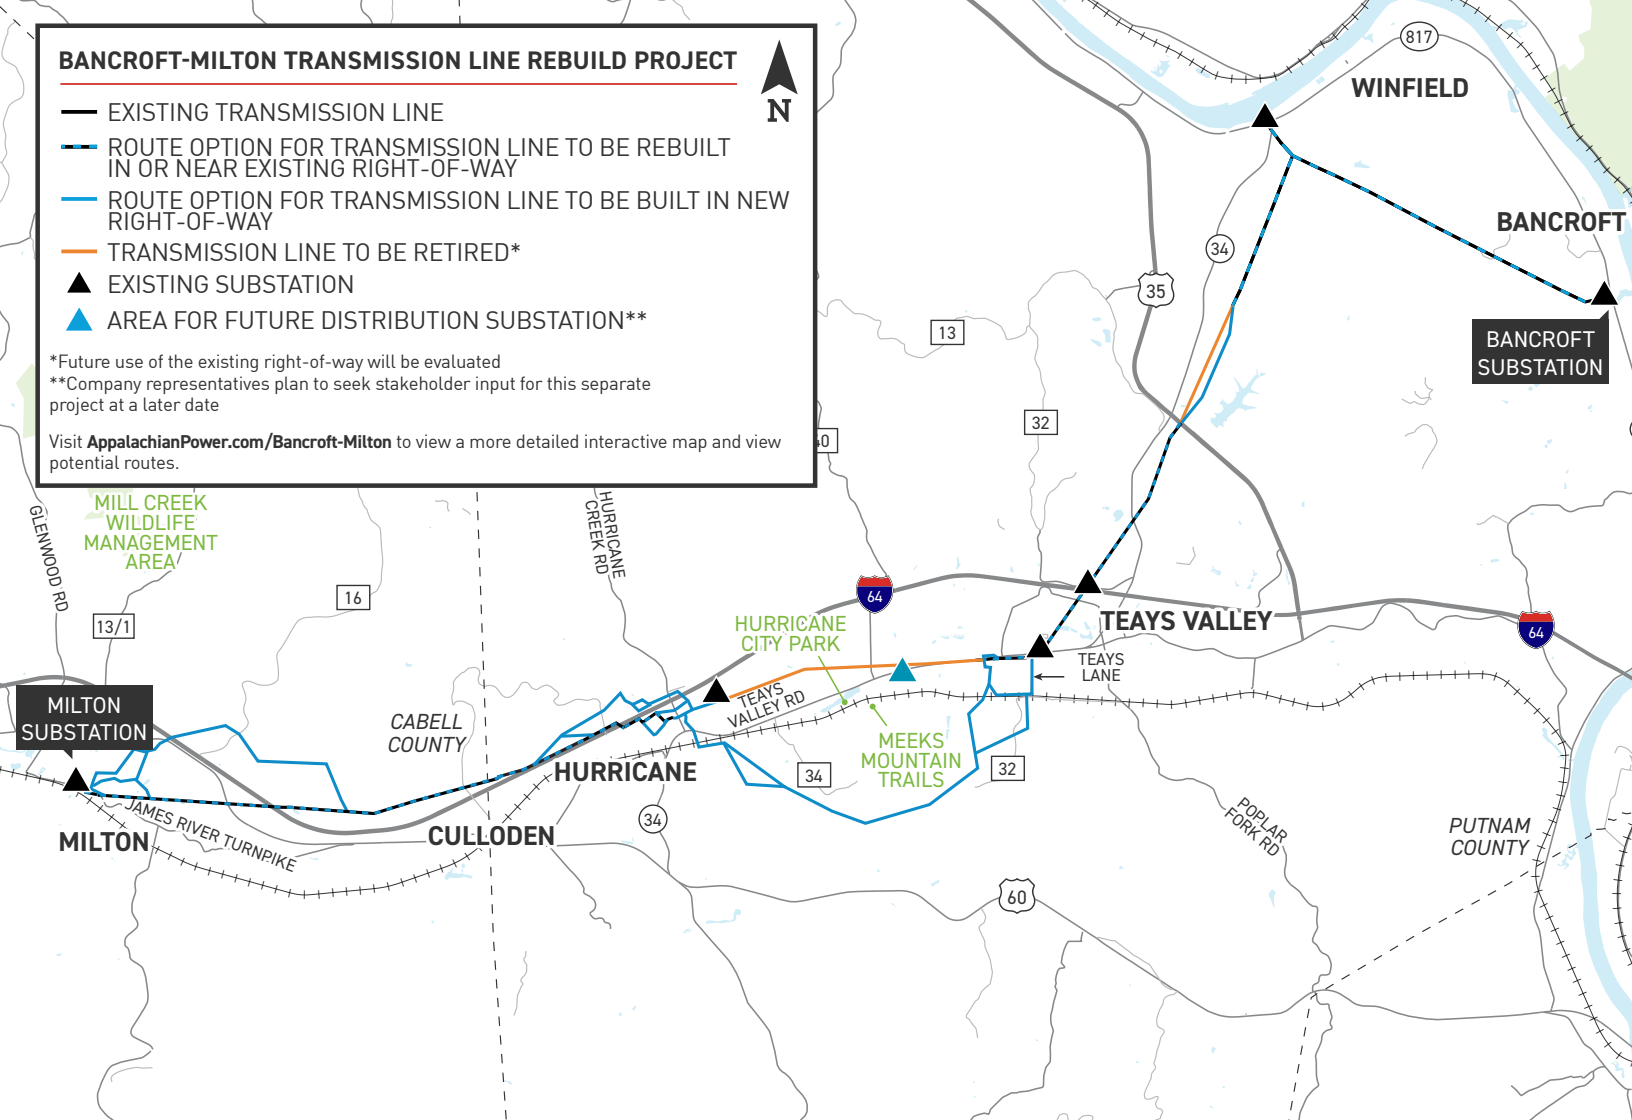 BANCROFT-MILTON TRANSMISSION LINE REBUILD PROJECT
N
EXISTING TRANSMISSION LINE
ROUTE OPTION FOR TRANSMISSION LINE TO BE REBUILT
IN OR NEAR EXISTING RIGHT-OF-WAY
ROUTE OPTION FOR TRANSMISSION LINE TO BE BUILT IN NEW
RIGHT-OF-WAY
TRANSMISSION LINE TO BE RETIRED*
EXISTING SUBSTATION
AREA FOR FUTURE DISTRIBUTION SUBSTATION**
*Future use of the existing right-of-way will be evaluated
**Company representatives plan to seek stakeholder input for this separate
project at a later date
Visit AppalachianPower.com/Bancroft-Milton to view a more detailed interactive map and view
potential routes.
817
WINFIELD
BANCROFT
34
35
13
BANCROFT
SUBSTATION
32
MILL CREEK
WILDLIFE
MANAGEMENT
AREA
GLENWOOD RD
HURRICANE
CREEK RD
16
13/1
64
HURRICANE
CITY PARK
TEAYS VALLEY
64
TEAYS
LANE
MILTON
SUBSTATION
CABELL
COUNTY
TEAYS
VALLEY RD
MEEKS
MOUNTAIN
TRAILS
HURRICANE
34
32
34
JAMES RIVER TURNPIKE
MILTON
CULLODEN
POPLAR
FORK RD
PUTNAM
COUNTY
60